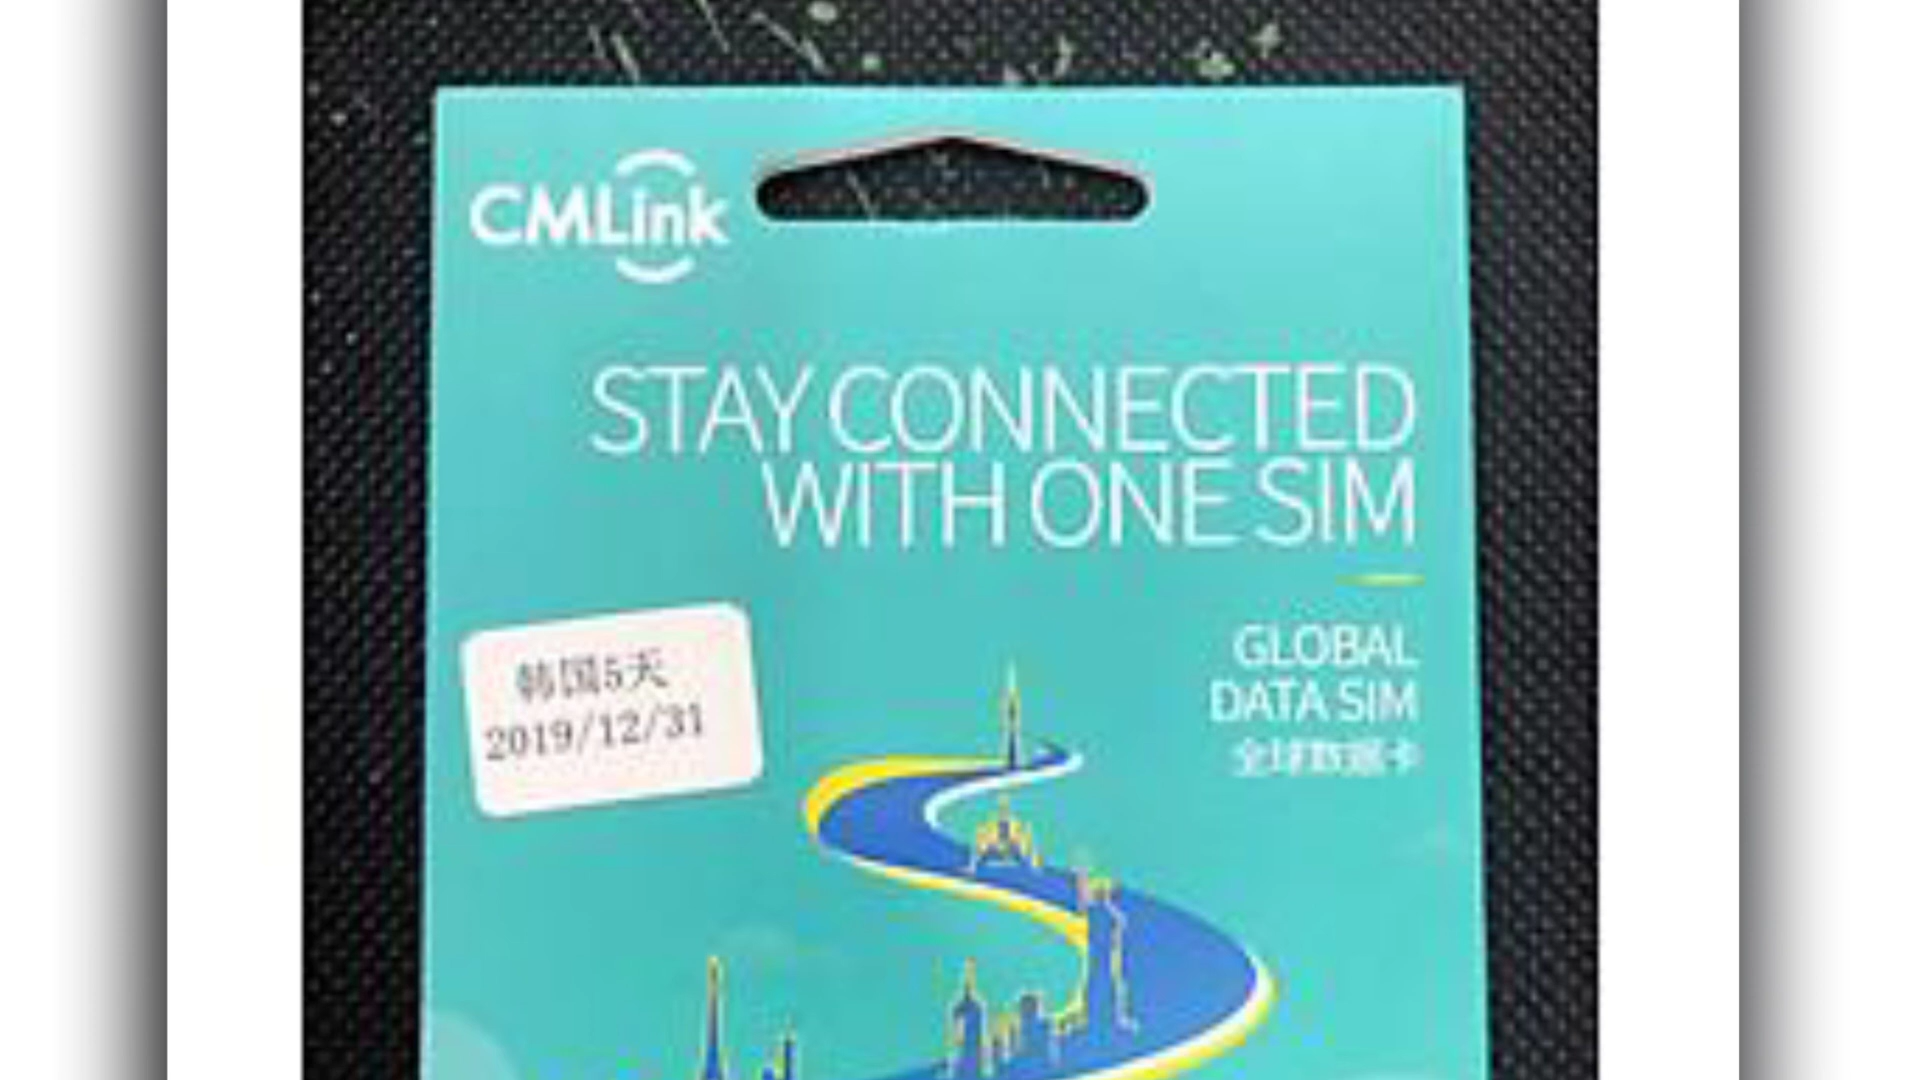 CMLink
STAY CONNECTED
WITH ONE SIM
韩国5天
2019/12/31
GLOBAL
DATA SIM
全球数据卡